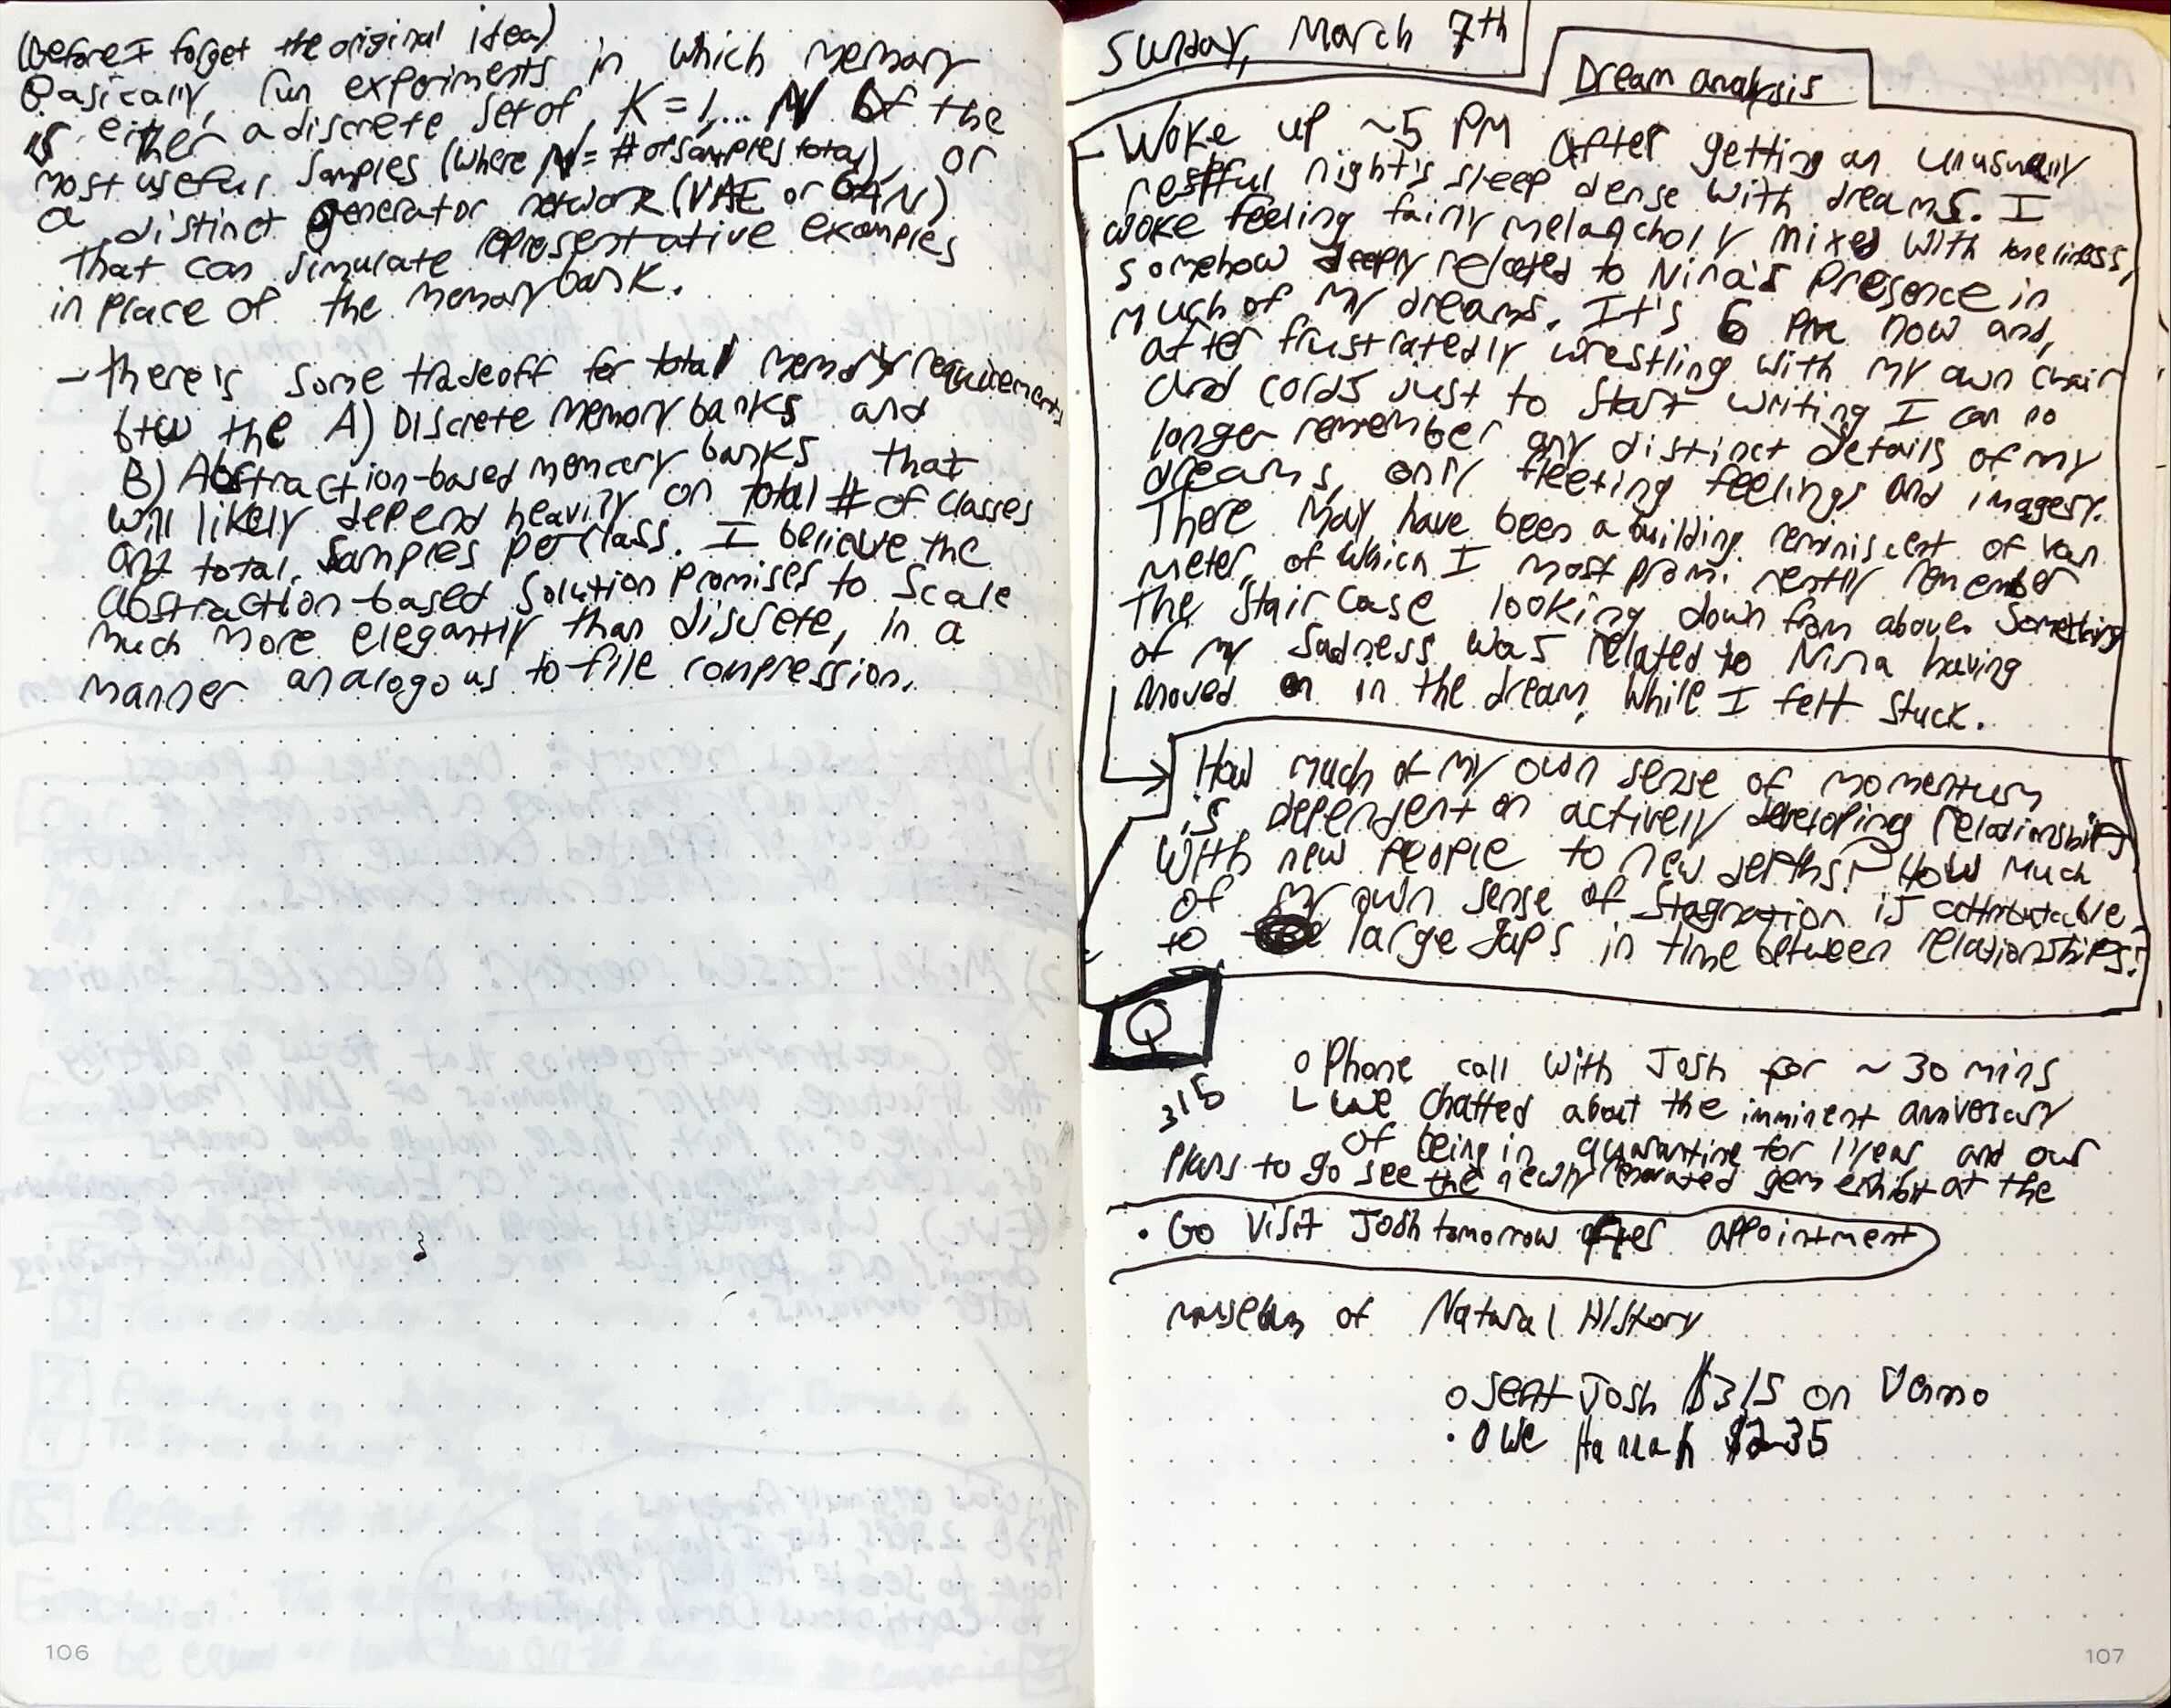 (Before I forget the original idea)
Basically, run experiments in which memory
is either a discrete set of K=1,... N of the
most useful samples (where N = # of samples total), or
a distinct generator network (VAE or GAN)
that can simulate representative examples
in place of the memory bank.
- There's some tradeoff for total memory requirements
btw the A) Discrete memory banks and
B) Abstraction-based memory banks that
will likely depend heavily on total # of classes
and total samples per class. I believe the
abstraction-based solution promises to scale
much more elegantly than discrete, in a
manner analogous to file compression.
106
Sunday, March 7th
Dream analysis
- Woke up ~5 PM after getting an unusually
restful night's sleep dense with dreams. I
woke feeling fairly melancholy mixed with loneliness,
somehow deeply related to Nina's presence in
much of my dreams. It's 6 PM now and,
after frustratedly wrestling with my own chair
and cords just to start writing I can no
longer remember any distinct details of my
dreams, only fleeting feelings and imagery.
There may have been a building reminiscent of Van
Meter, of which I most prominently remember
the staircase looking down from above. Something
of my sadness was related to Nina having
moved on in the dream, while I felt stuck.
How much of my own sense of momentum
is dependent on actively developing relationships
with new people to new depths? How much
of my own sense of stagnation is attributable
to large gaps in time between relationships?
Q
315
o Phone call with Josh for ~30 mins
we chatted about the imminent anniversary
of being in quarantine for 1 year and our
plans to go see the newly renovated gem exhibit at the
• Go visit Josh tomorrow after appointment
museum of Natural History
o Sent Josh $315 on Venmo
• Owe Hannah $235